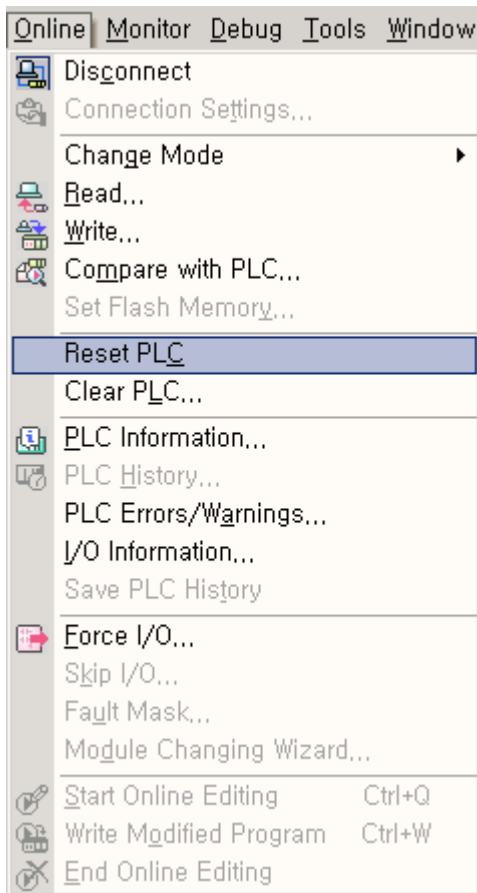 Online Monitor Debug Tools Window
Disconnect
Connection Settings...
Change Mode
Read...
Write...
Compare with PLC...
Set Flash Memory...
Reset PLC
Clear PLC...
PLC Information...
PLC History...
PLC Errors/Warnings...
I/O Information...
Save PLC History
Force I/O...
Skip I/O...
Fault Mask...
Module Changing Wizard...
Start Online Editing Ctrl+Q
Write Modified Program Ctrl+W
End Online Editing